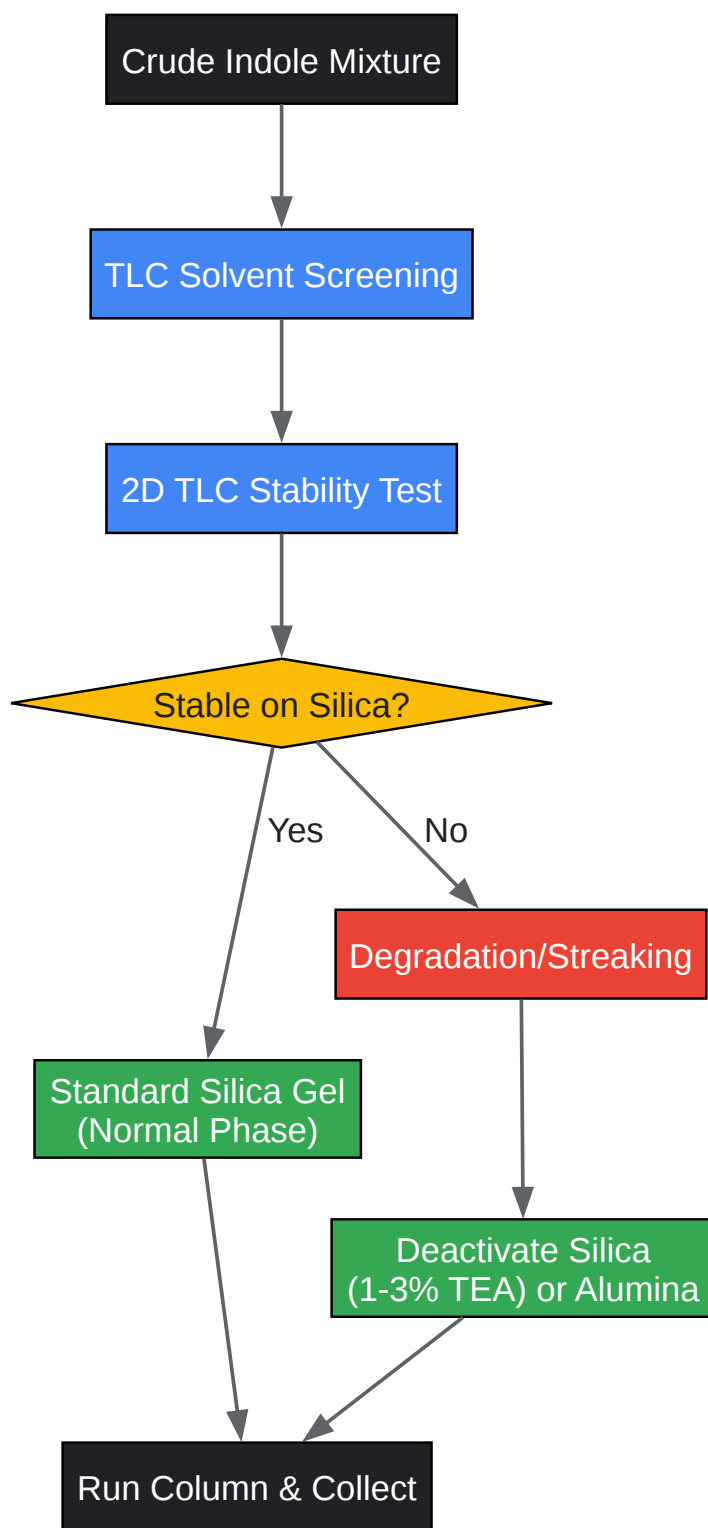 Crude Indole Mixture
TLC Solvent Screening
2D TLC Stability Test
Stable on Silica?
Yes
No
Degradation/Streaking
Standard Silica Gel
(Normal Phase)
Deactivate Silica
(1-3% TEA) or Alumina
Run Column & Collect